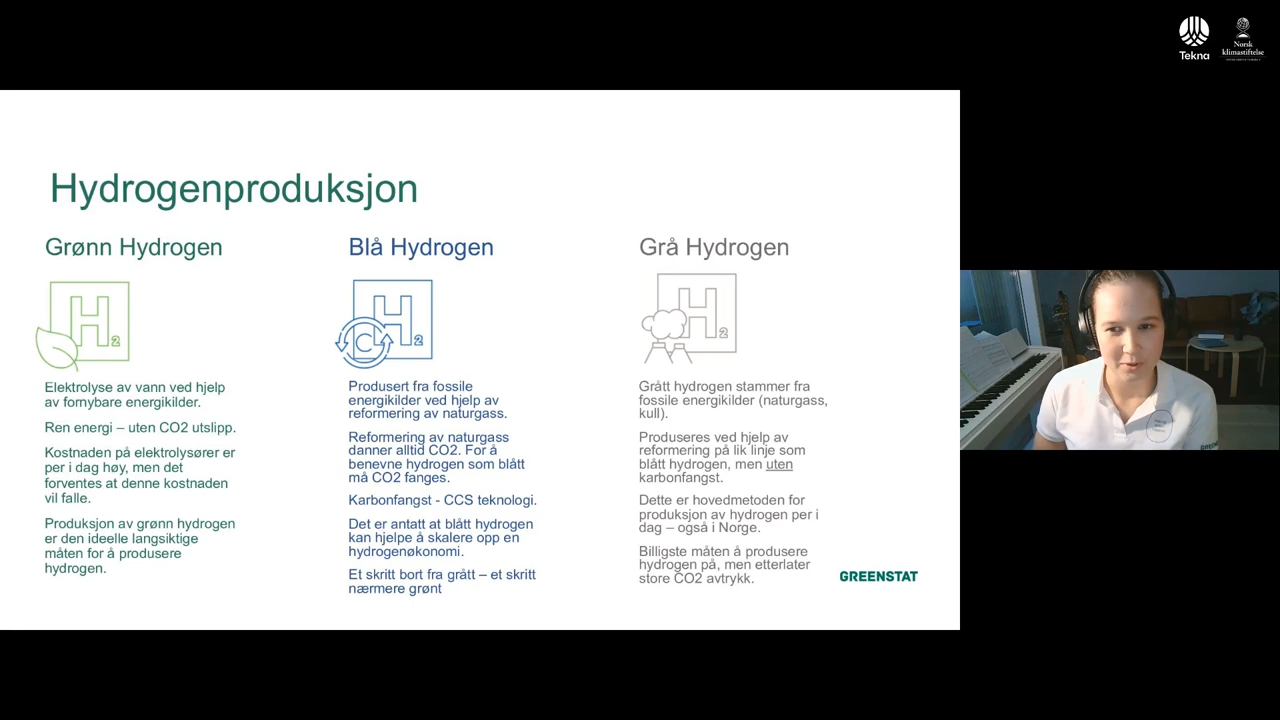 Tekna
Norsk
klimastiftelse
Hydrogenproduksjon
Grønn Hydrogen
H2
Elektrolyse av vann ved hjelp
av fornybare energikilder.
Ren energi – uten CO2 utslipp.
Kostnaden på elektrolysører er
per i dag høy, men det
forventes at denne kostnaden
vil falle.
Produksjon av grønn hydrogen
er den ideelle langsiktige
måten for å produsere
hydrogen.
Blå Hydrogen
H2
C
Produsert fra fossile
energikilder ved hjelp av
reformering av naturgass.
Reformering av naturgass
danner alltid CO2. For å
benevne hydrogen som blått
må CO2 fanges.
Karbonfangst - CCS teknologi.
Det er antatt at blått hydrogen
kan hjelpe å skalere opp en
hydrogenøkonomi.
Et skritt bort fra grått – et skritt
nærmere grønt
Grå Hydrogen
H2
Grått hydrogen stammer fra
fossile energikilder (naturgass,
kull).
Produseres ved hjelp av
reformering på lik linje som
blått hydrogen, men uten
karbonfangst.
Dette er hovedmetoden for
produksjon av hydrogen per i
dag – også i Norge.
Billigste måten å produsere
hydrogen på, men etterlater
store CO2 avtrykk.
GREENSTAT